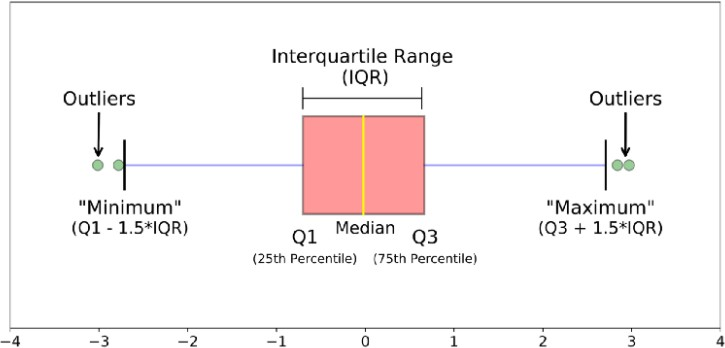 Interquartile Range
(IQR)
Outliers
Outliers
"Minimum"
(Q1 - 1.5*IQR)
"Maximum"
(Q3 + 1.5*IQR)
Median
Q1
Q3
(25th Percentile)
(75th Percentile)
−4
−3
−2
−1
0
1
2
3
4